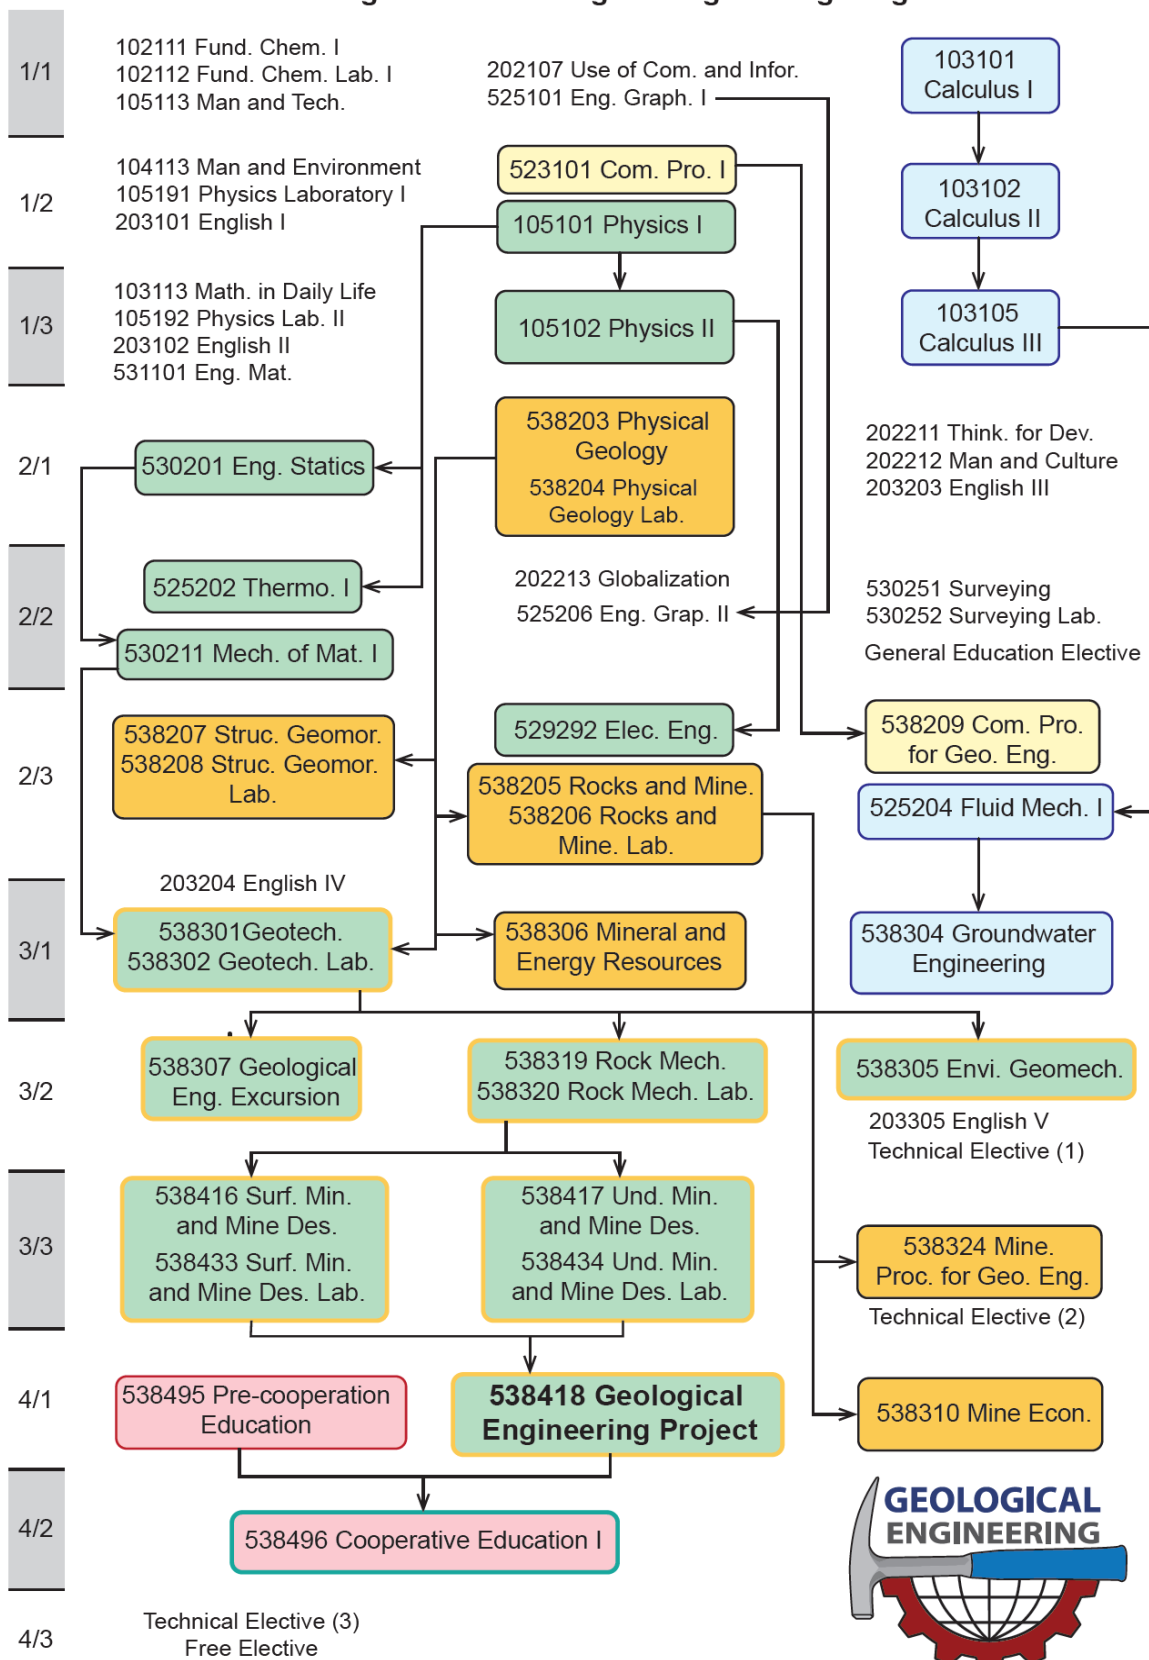 1/1
102111 Fund. Chem. I
102112 Fund. Chem. Lab. I
105113 Man and Tech.
202107 Use of Com. and Infor.
525101 Eng. Graph. I
103101
Calculus I
1/2
104113 Man and Environment
105191 Physics Laboratory I
203101 English I
523101 Com. Pro. I
105101 Physics I
103102
Calculus II
1/3
103113 Math. in Daily Life
105192 Physics Lab. II
203102 English II
531101 Eng. Mat.
105102 Physics II
103105
Calculus III
2/1
530201 Eng. Statics
538203 Physical
Geology
538204 Physical
Geology Lab.
202211 Think. for Dev.
202212 Man and Culture
203203 English III
2/2
525202 Thermo. I
530211 Mech. of Mat. I
202213 Globalization
525206 Eng. Grap. II
530251 Surveying
530252 Surveying Lab.
General Education Elective
2/3
538207 Struc. Geomor.
538208 Struc. Geomor.
Lab.
529292 Elec. Eng.
538205 Rocks and Mine.
538206 Rocks and
Mine. Lab.
538209 Com. Pro.
for Geo. Eng.
525204 Fluid Mech. I
3/1
203204 English IV
538301Geotech.
538302 Geotech. Lab.
538306 Mineral and
Energy Resources
538304 Groundwater
Engineering
3/2
538307 Geological
Eng. Excursion
538319 Rock Mech.
538320 Rock Mech. Lab.
538305 Envi. Geomech.
203305 English V
Technical Elective (1)
3/3
538416 Surf. Min.
and Mine Des.
538433 Surf. Min.
and Mine Des. Lab.
538417 Und. Min.
and Mine Des.
538434 Und. Min.
and Mine Des. Lab.
538324 Mine.
Proc. for Geo. Eng.
Technical Elective (2)
4/1
538495 Pre-cooperation
Education
538418 Geological
Engineering Project
538310 Mine Econ.
4/2
538496 Cooperative Education I
GEOLOGICAL
ENGINEERING
4/3
Technical Elective (3)
Free Elective